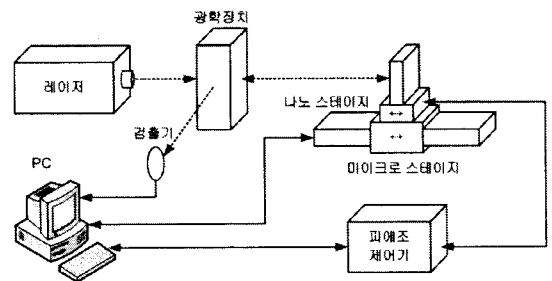 광학장치
레이저
나노 스테이지
검출기
마이크로 스테이지
PC
피에조
제어기